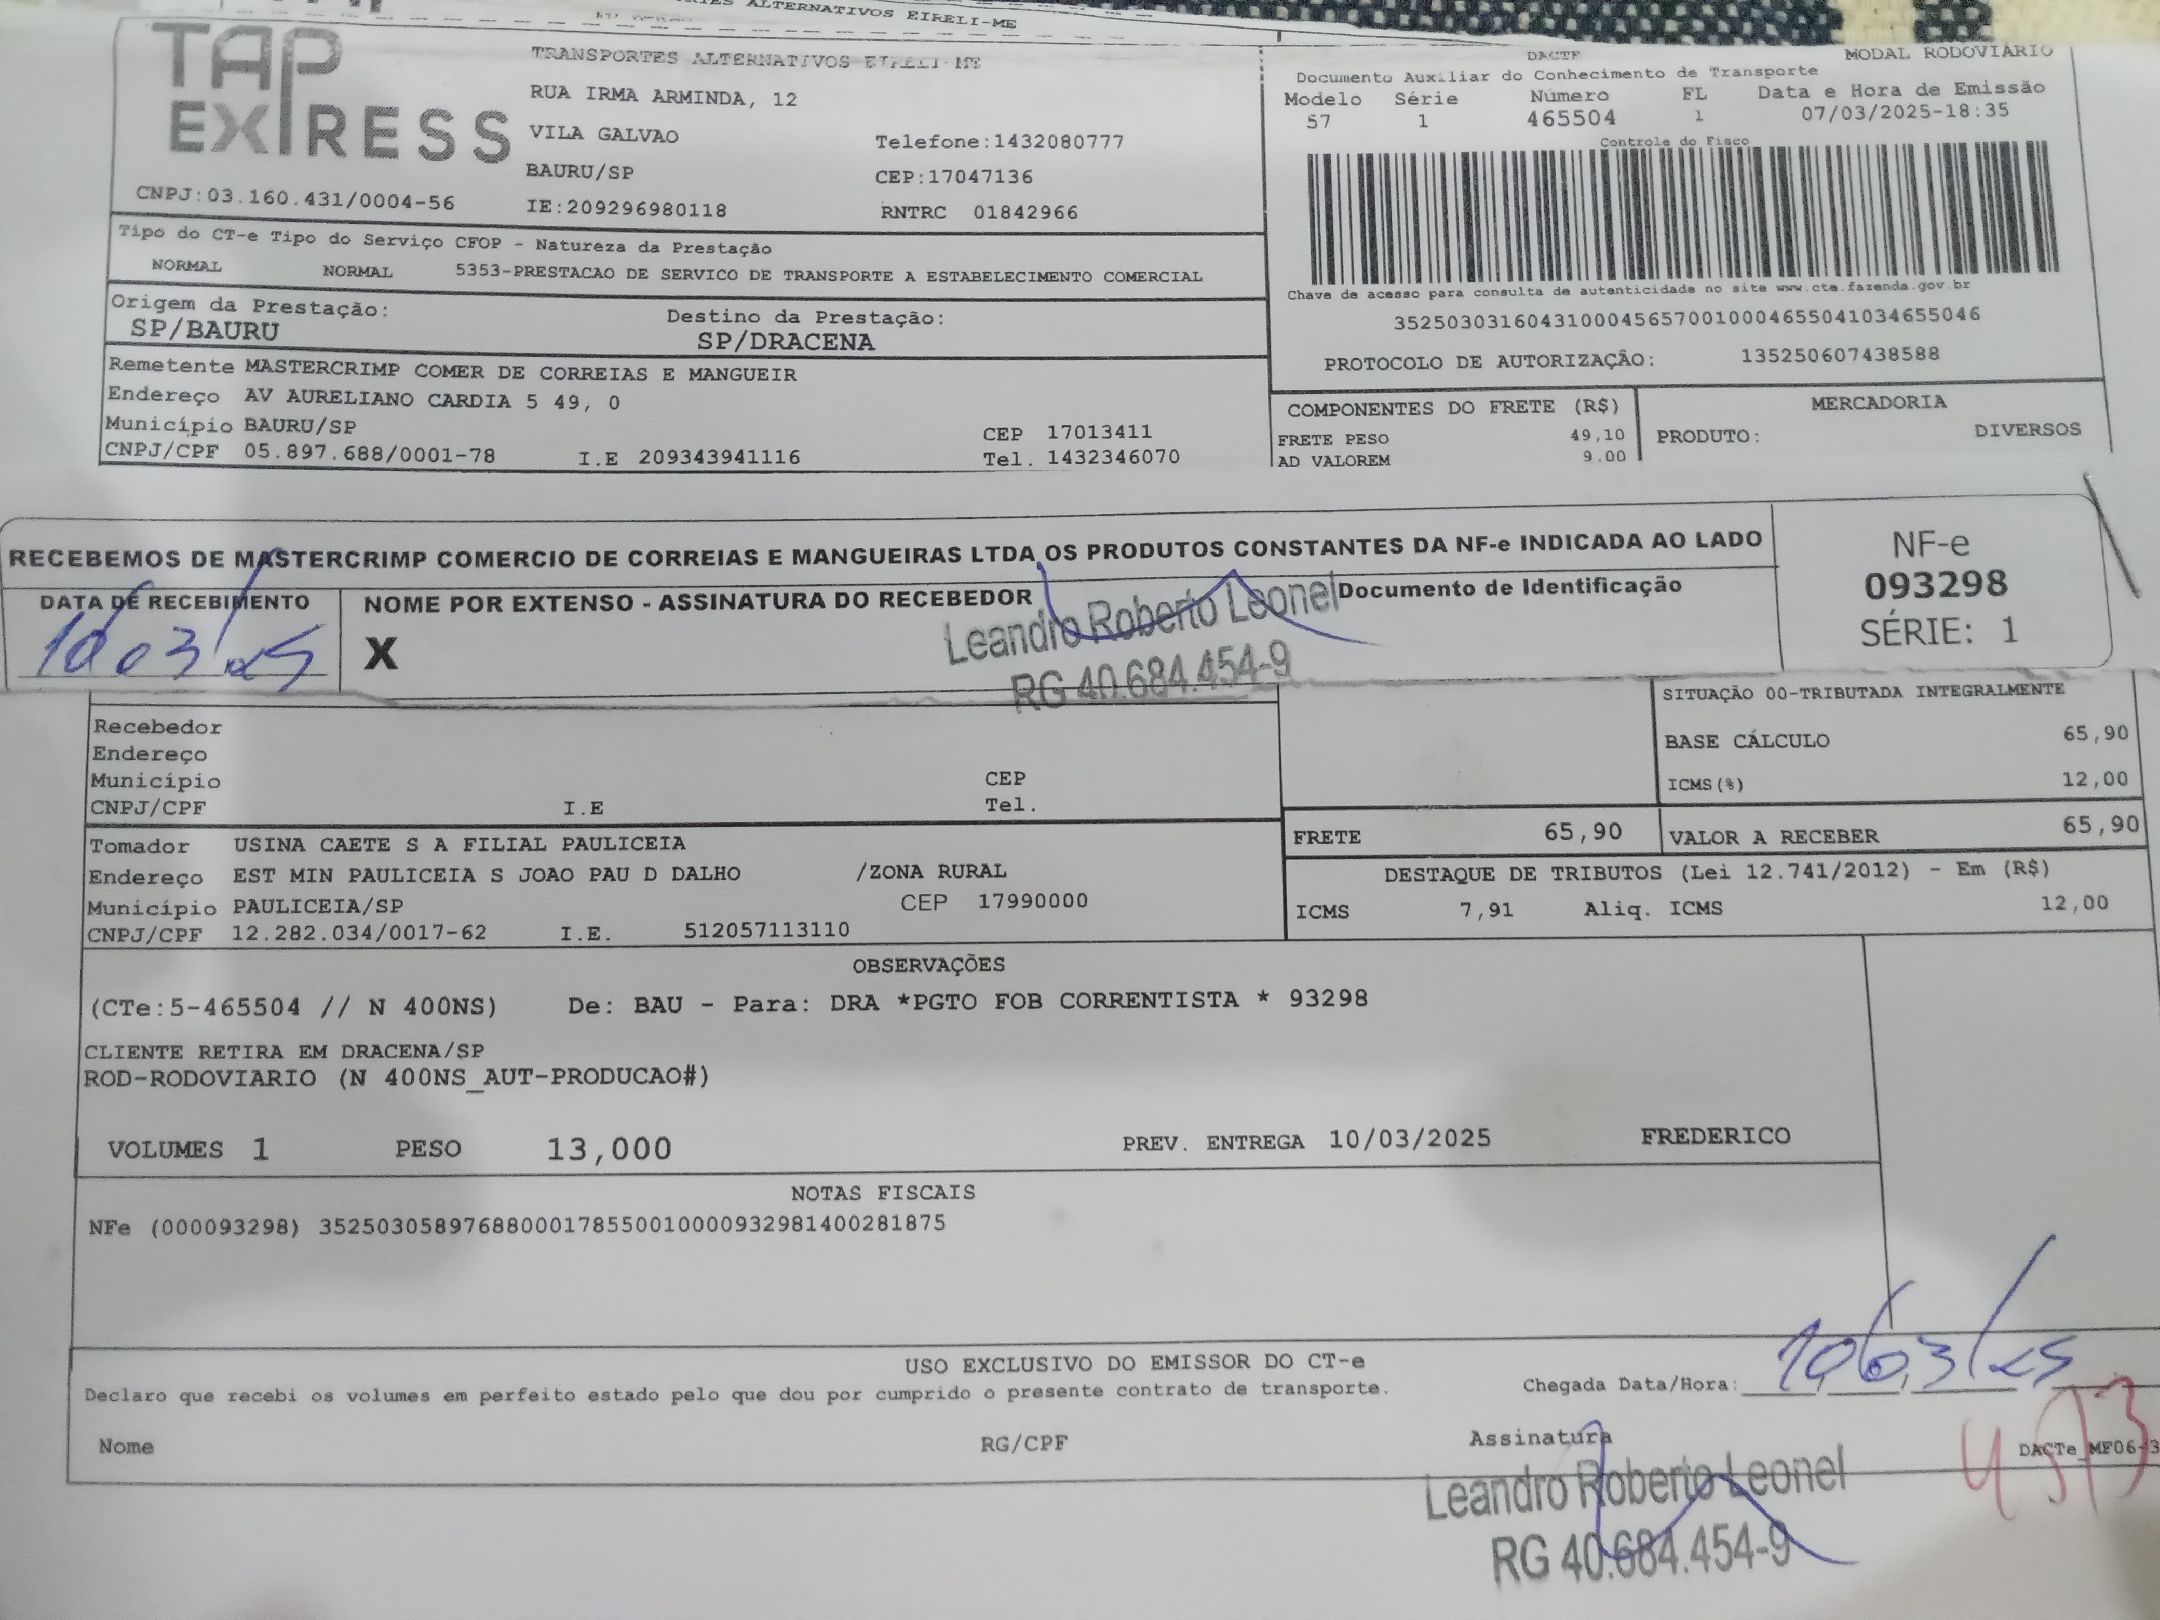 ALTERNATIVOS EIRELI-ME
TAP EXPRESS
TRANSPORTES ALTERNATIVOS EIRELI-ME
RUA IRMA ARMINDA, 12
VILA GALVAO
Telefone:1432080777
BAURU/SP
CEP:17047136
CNPJ:03.160.431/0004-56
IE:209296980118
RNTRC 01842966
DACTE
MODAL RODOVIÁRIO
Documento Auxiliar do Conhecimento de Transporte
Modelo Série Número FL Data e Hora de Emissão
57 1 465504 1 07/03/2025-18:35
Controle do Fisco
Chave de acesso para consulta de autenticidade no site www.cte.fazenda.gov.br
35250303160431000456570010004655041034655046
PROTOCOLO DE AUTORIZAÇÃO: 135250607438588
Tipo do CT-e Tipo do Serviço CFOP - Natureza da Prestação
NORMAL NORMAL 5353-PRESTACAO DE SERVICO DE TRANSPORTE A ESTABELECIMENTO COMERCIAL
Origem da Prestação: Destino da Prestação:
SP/BAURU SP/DRACENA
Remetente MASTERCRIMP COMER DE CORREIAS E MANGUEIR
Endereço AV AURELIANO CARDIA 5 49, 0
Município BAURU/SP CEP 17013411
CNPJ/CPF 05.897.688/0001-78 I.E 209343941116 Tel. 1432346070
COMPONENTES DO FRETE (R$)
FRETE PESO 49,10
AD VALOREM 9.00
MERCADORIA
PRODUTO: DIVERSOS
RECEBEMOS DE MASTERCRIMP COMERCIO DE CORREIAS E MANGUEIRAS LTDA OS PRODUTOS CONSTANTES DA NF-e INDICADA AO LADO
DATA DE RECEBIMENTO
10/03/25
NOME POR EXTENSO - ASSINATURA DO RECEBEDOR
X
Documento de Identificação
Leandro Roberto Leonel
RG 40.684.454-9
NF-e
093298
SÉRIE: 1
Recebedor
Endereço
Município CEP
CNPJ/CPF I.E Tel.
SITUAÇÃO 00-TRIBUTADA INTEGRALMENTE
BASE CÁLCULO 65,90
ICMS(%) 12,00
FRETE 65,90
VALOR A RECEBER 65,90
Tomador USINA CAETE S A FILIAL PAULICEIA
Endereço EST MIN PAULICEIA S JOAO PAU D DALHO /ZONA RURAL
Município PAULICEIA/SP CEP 17990000
CNPJ/CPF 12.282.034/0017-62 I.E. 512057113110
DESTAQUE DE TRIBUTOS (Lei 12.741/2012) - Em (R$)
ICMS 7,91 Aliq. ICMS 12,00
OBSERVAÇÕES
(CTe:5-465504 // N 400NS) De: BAU - Para: DRA *PGTO FOB CORRENTISTA * 93298
CLIENTE RETIRA EM DRACENA/SP
ROD-RODOVIARIO (N 400NS_AUT-PRODUCAO#)
VOLUMES 1 PESO 13,000 PREV. ENTREGA 10/03/2025 FREDERICO
NOTAS FISCAIS
NFe (000093298) 35250305897688000178550010000932981400281875
USO EXCLUSIVO DO EMISSOR DO CT-e
Declaro que recebi os volumes em perfeito estado pelo que dou por cumprido o presente contrato de transporte.
Chegada Data/Hora: 10/03/25
Nome RG/CPF Assinatura
DACTe_MF06-3
Leandro Roberto Leonel
RG 40.684.454-9